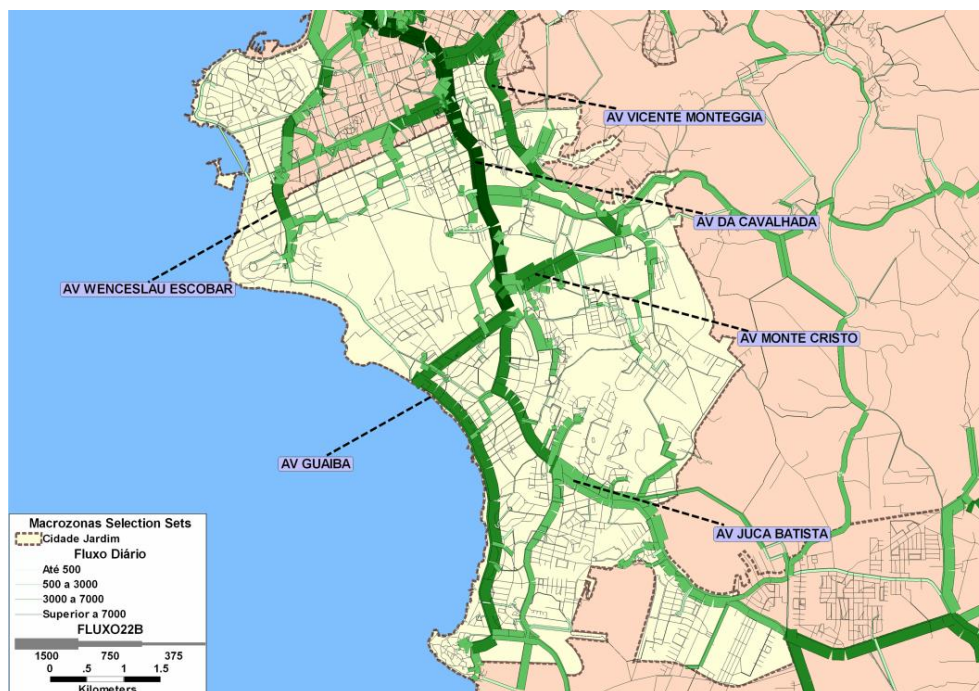 AV VICENTE MONTEGGIA
AV DA CAVALHADA
AV WENCESLAU ESCOBAR
AV MONTE CRISTO
AV GUAIBA
AV JUCA BATISTA
Macrozonas Selection Sets
Cidade Jardim
Fluxo Diário
Até 500
500 a 3000
3000 a 7000
Superior a 7000
FLUXO22B
1500 750 375
0 .5 1 1.5
Kilometers